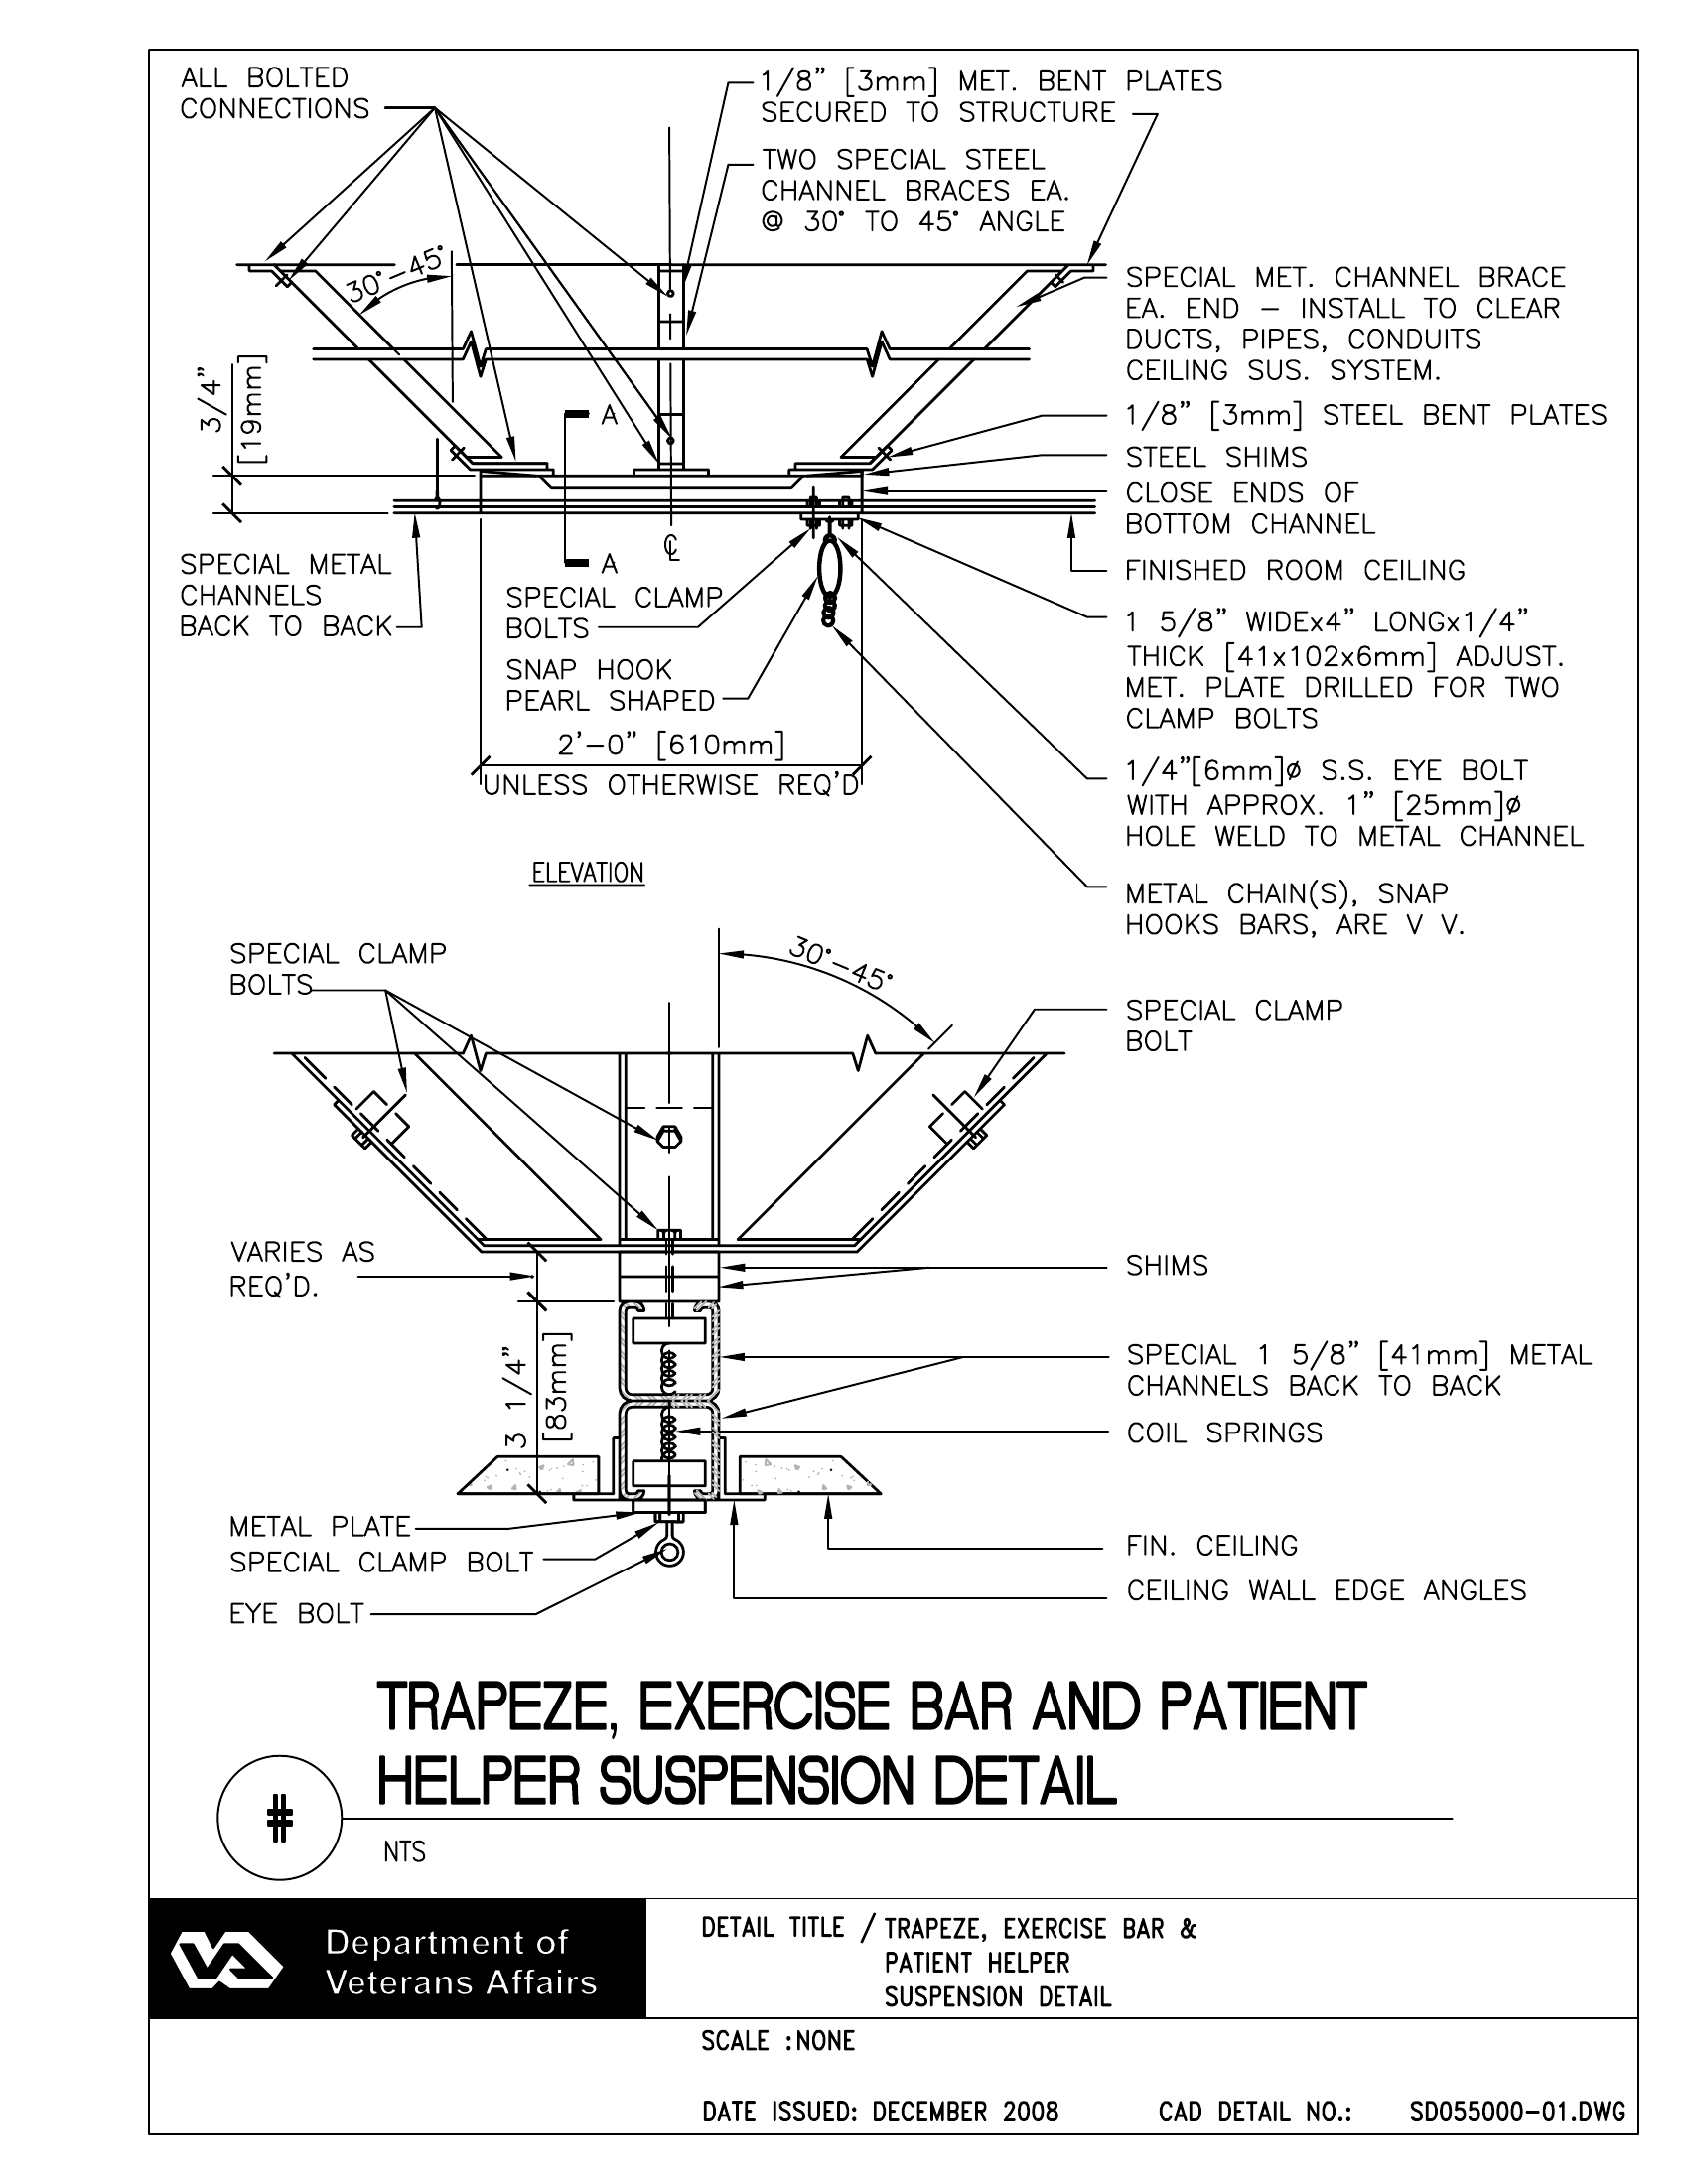 ALL BOLTED
CONNECTIONS
1/8" [3mm] MET. BENT PLATES
SECURED TO STRUCTURE
TWO SPECIAL STEEL
CHANNEL BRACES EA.
@ 30° TO 45° ANGLE
30°-45°
SPECIAL MET. CHANNEL BRACE
EA. END - INSTALL TO CLEAR
DUCTS, PIPES, CONDUITS
CEILING SUS. SYSTEM.
3/4"
[19mm]
A
1/8" [3mm] STEEL BENT PLATES
STEEL SHIMS
CLOSE ENDS OF
BOTTOM CHANNEL
A
℄
FINISHED ROOM CEILING
SPECIAL METAL
CHANNELS
BACK TO BACK
SPECIAL CLAMP
BOLTS
SNAP HOOK
PEARL SHAPED
1 5/8" WIDEx4" LONGx1/4"
THICK [41x102x6mm] ADJUST.
MET. PLATE DRILLED FOR TWO
CLAMP BOLTS
2'-0" [610mm]
UNLESS OTHERWISE REQ'D
1/4"[6mm]ø S.S. EYE BOLT
WITH APPROX. 1" [25mm]ø
HOLE WELD TO METAL CHANNEL
ELEVATION
METAL CHAIN(S), SNAP
HOOKS BARS, ARE V V.
SPECIAL CLAMP
BOLTS
30°-45°
SPECIAL CLAMP
BOLT
VARIES AS
REQ'D.
SHIMS
3 1/4"
[83mm]
SPECIAL 1 5/8" [41mm] METAL
CHANNELS BACK TO BACK
COIL SPRINGS
METAL PLATE
SPECIAL CLAMP BOLT
EYE BOLT
FIN. CEILING
CEILING WALL EDGE ANGLES
TRAPEZE, EXERCISE BAR AND PATIENT
HELPER SUSPENSION DETAIL
#
NTS
VA
Department of
Veterans Affairs
DETAIL TITLE / TRAPEZE, EXERCISE BAR &
PATIENT HELPER
SUSPENSION DETAIL
SCALE :NONE
DATE ISSUED: DECEMBER 2008 CAD DETAIL NO.: SD055000-01.DWG